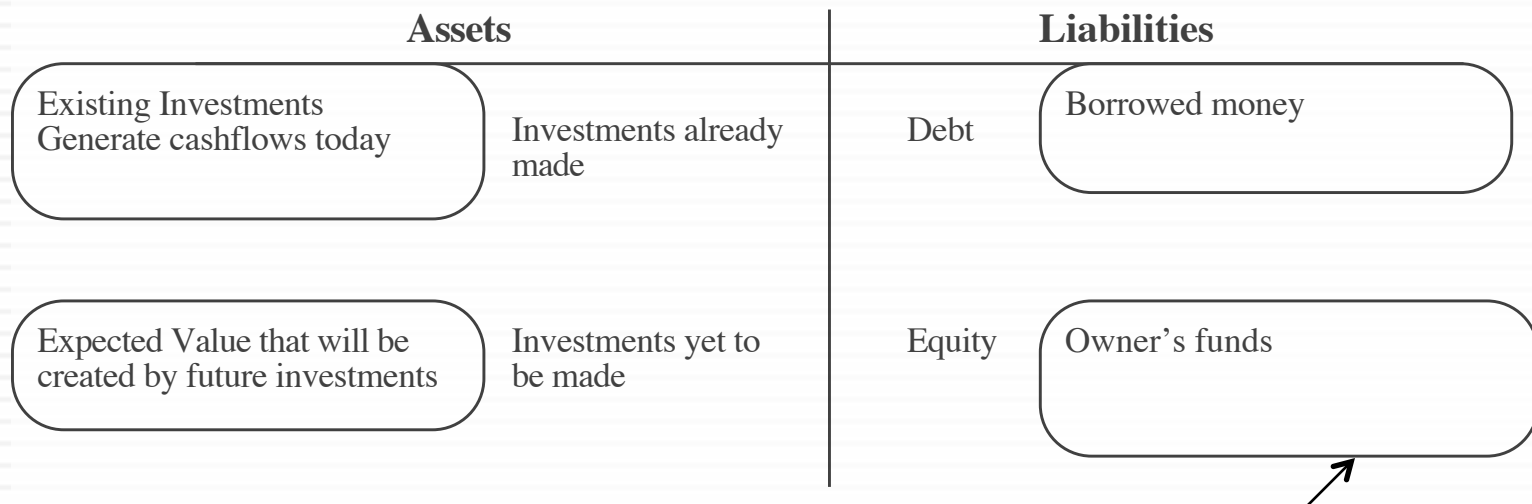 Assets
Liabilities
Existing Investments
Generate cashflows today
Investments already
made
Debt
Borrowed money
Expected Value that will be
created by future investments
Investments yet to
be made
Equity
Owner’s funds